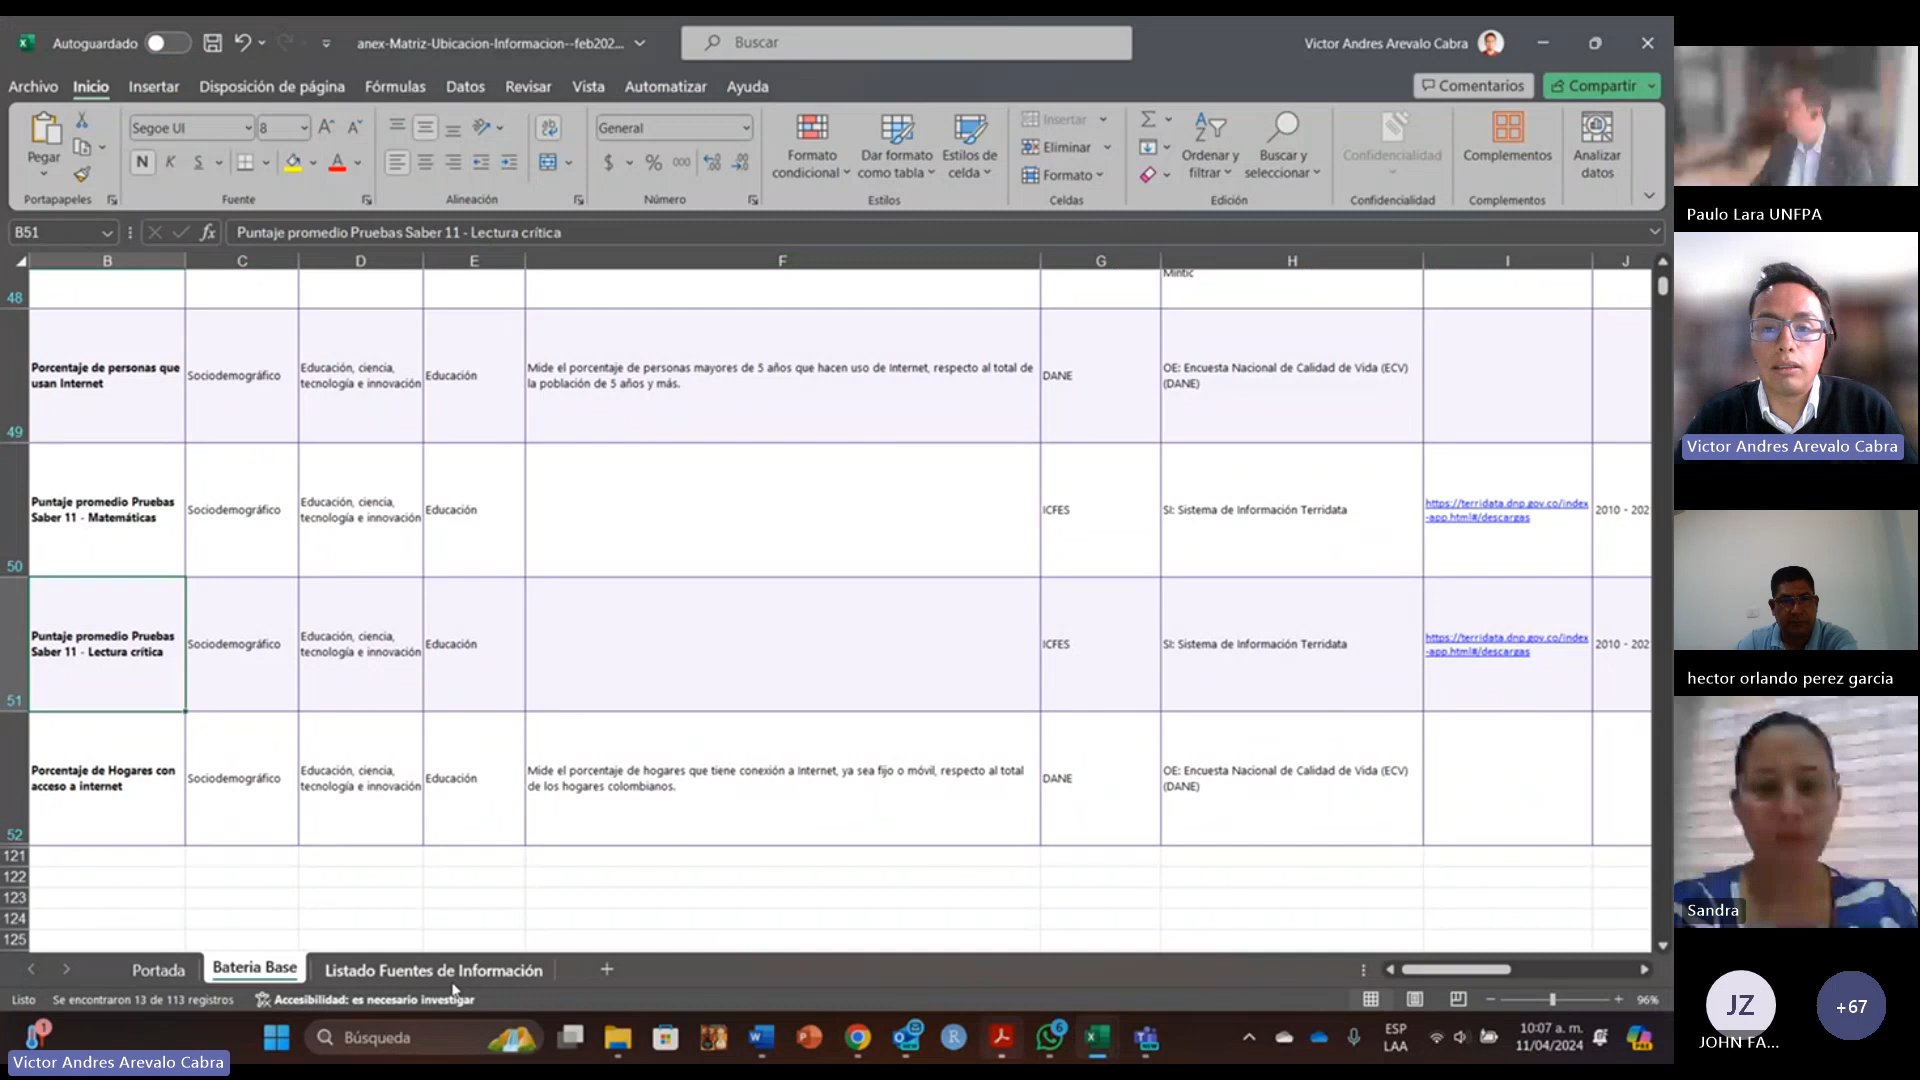 Autoguardado
anex-Matriz-Ubicacion-Informacion--feb202...
Buscar
Victor Andres Arevalo Cabra
Archivo
Inicio
Insertar
Disposición de página
Fórmulas
Datos
Revisar
Vista
Automatizar
Ayuda
Comentarios
Compartir
Pegar
Portapapeles
Segoe UI
8
N K S
Fuente
Alineación
General
$ % 000
Número
Formato
condicional
Dar formato
como tabla
Estilos de
celda
Estilos
Insertar
Eliminar
Formato
Celdas
Ordenar y
filtrar
Buscar y
seleccionar
Edición
Confidencialidad
Confidencialidad
Complementos
Complementos
Analizar
datos
B51
fx
Puntaje promedio Pruebas Saber 11 - Lectura crítica
B C D E F G H I J
Mintic
48
Porcentaje de personas que
usan Internet
Sociodemográfico
Educación, ciencia,
tecnología e innovación
Educación
Mide el porcentaje de personas mayores de 5 años que hacen uso de Internet, respecto al total de
la población de 5 años y más.
DANE
OE: Encuesta Nacional de Calidad de Vida (ECV)
(DANE)
49
Puntaje promedio Pruebas
Saber 11 - Matemáticas
Sociodemográfico
Educación, ciencia,
tecnología e innovación
Educación
ICFES
SI: Sistema de Información Terridata
https://terridata.dnp.gov.co/index
-app.html#/descargas
2010 - 202
50
Puntaje promedio Pruebas
Saber 11 - Lectura crítica
Sociodemográfico
Educación, ciencia,
tecnología e innovación
Educación
ICFES
SI: Sistema de Información Terridata
https://terridata.dnp.gov.co/index
-app.html#/descargas
2010 - 202
51
Porcentaje de Hogares con
acceso a internet
Sociodemográfico
Educación, ciencia,
tecnología e innovación
Educación
Mide el porcentaje de hogares que tiene conexión a Internet, ya sea fijo o móvil, respecto al total
de los hogares colombianos.
DANE
OE: Encuesta Nacional de Calidad de Vida (ECV)
(DANE)
52
121
122
123
124
125
Portada
Bateria Base
Listado Fuentes de Información
Listo
Se encontraron 13 de 113 registros
Accesibilidad: es necesario investigar
96%
1
Búsqueda
6
ESP
LAA
10:07 a. m.
11/04/2024
Victor Andres Arevalo Cabra
Paulo Lara UNFPA
Victor Andres Arevalo Cabra
hector orlando perez garcia
Sandra
JZ
+67
JOHN FA...